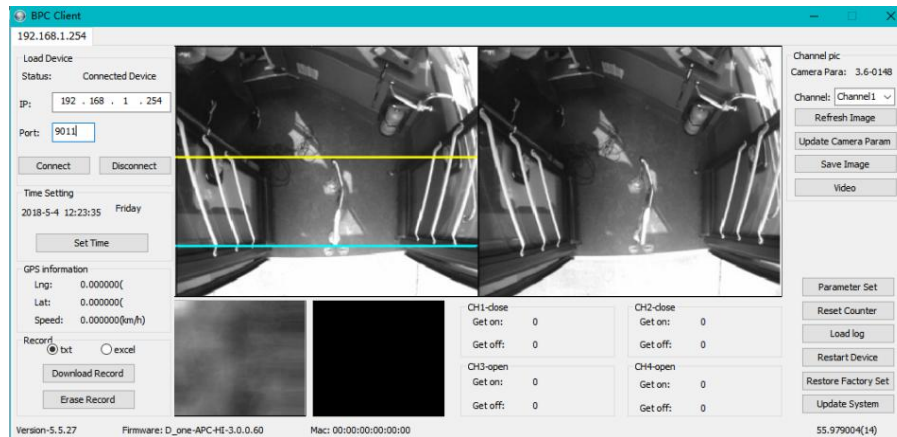 BPC Client
192.168.1.254
Load Device
Status: Connected Device
IP: 192 . 168 . 1 . 254
Port: 9011
Connect Disconnect
Time Setting
2018-5-4 12:23:35 Friday
Set Time
GPS information
Lng: 0.000000(
Lat: 0.000000(
Speed: 0.000000(km/h)
Record
txt excel
Download Record
Erase Record
CH1-close
Get on: 0
Get off: 0
CH2-close
Get on: 0
Get off: 0
CH3-open
Get on: 0
Get off: 0
CH4-open
Get on: 0
Get off: 0
Channel pic
Camera Para: 3.6-0148
Channel: Channel1
Refresh Image
Update Camera Param
Save Image
Video
Parameter Set
Reset Counter
Load log
Restart Device
Restore Factory Set
Update System
Version-5.5.27 Firmware: D_one-APC-HI-3.0.0.60 Mac: 00:00:00:00:00:00 55.979004(14)